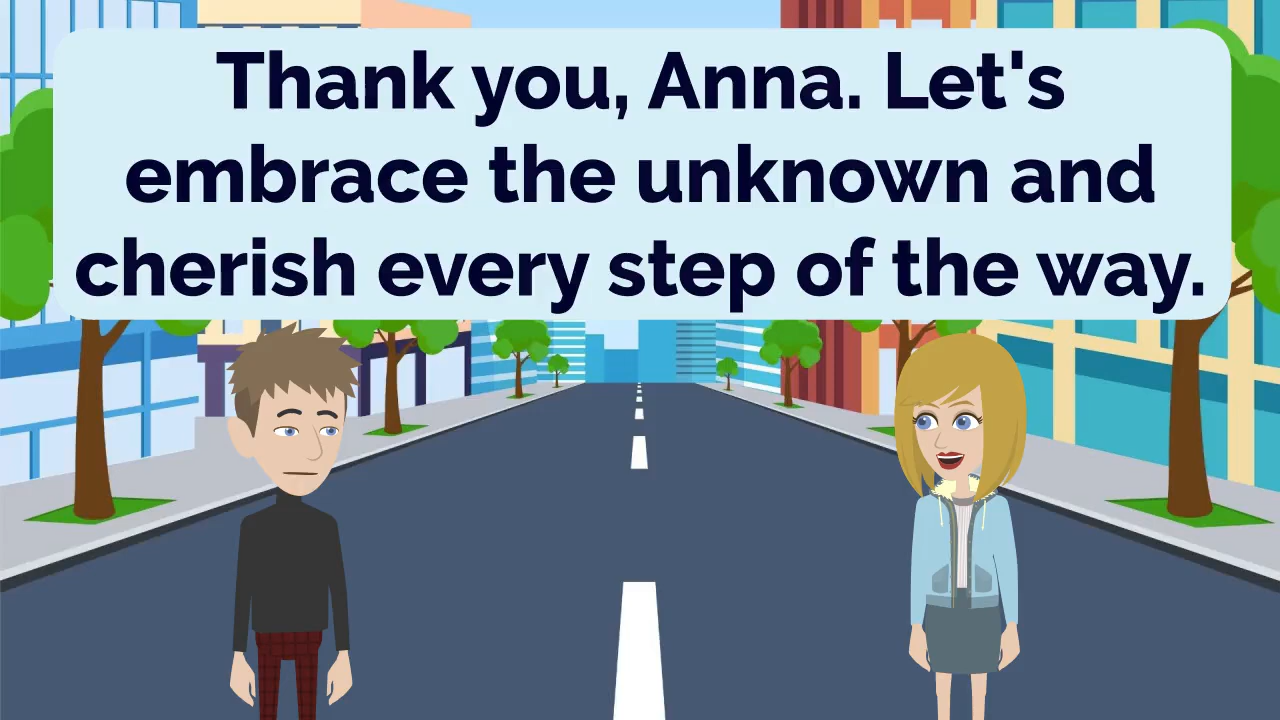 Thank you, Anna. Let's
embrace the unknown and
cherish every step of the way.